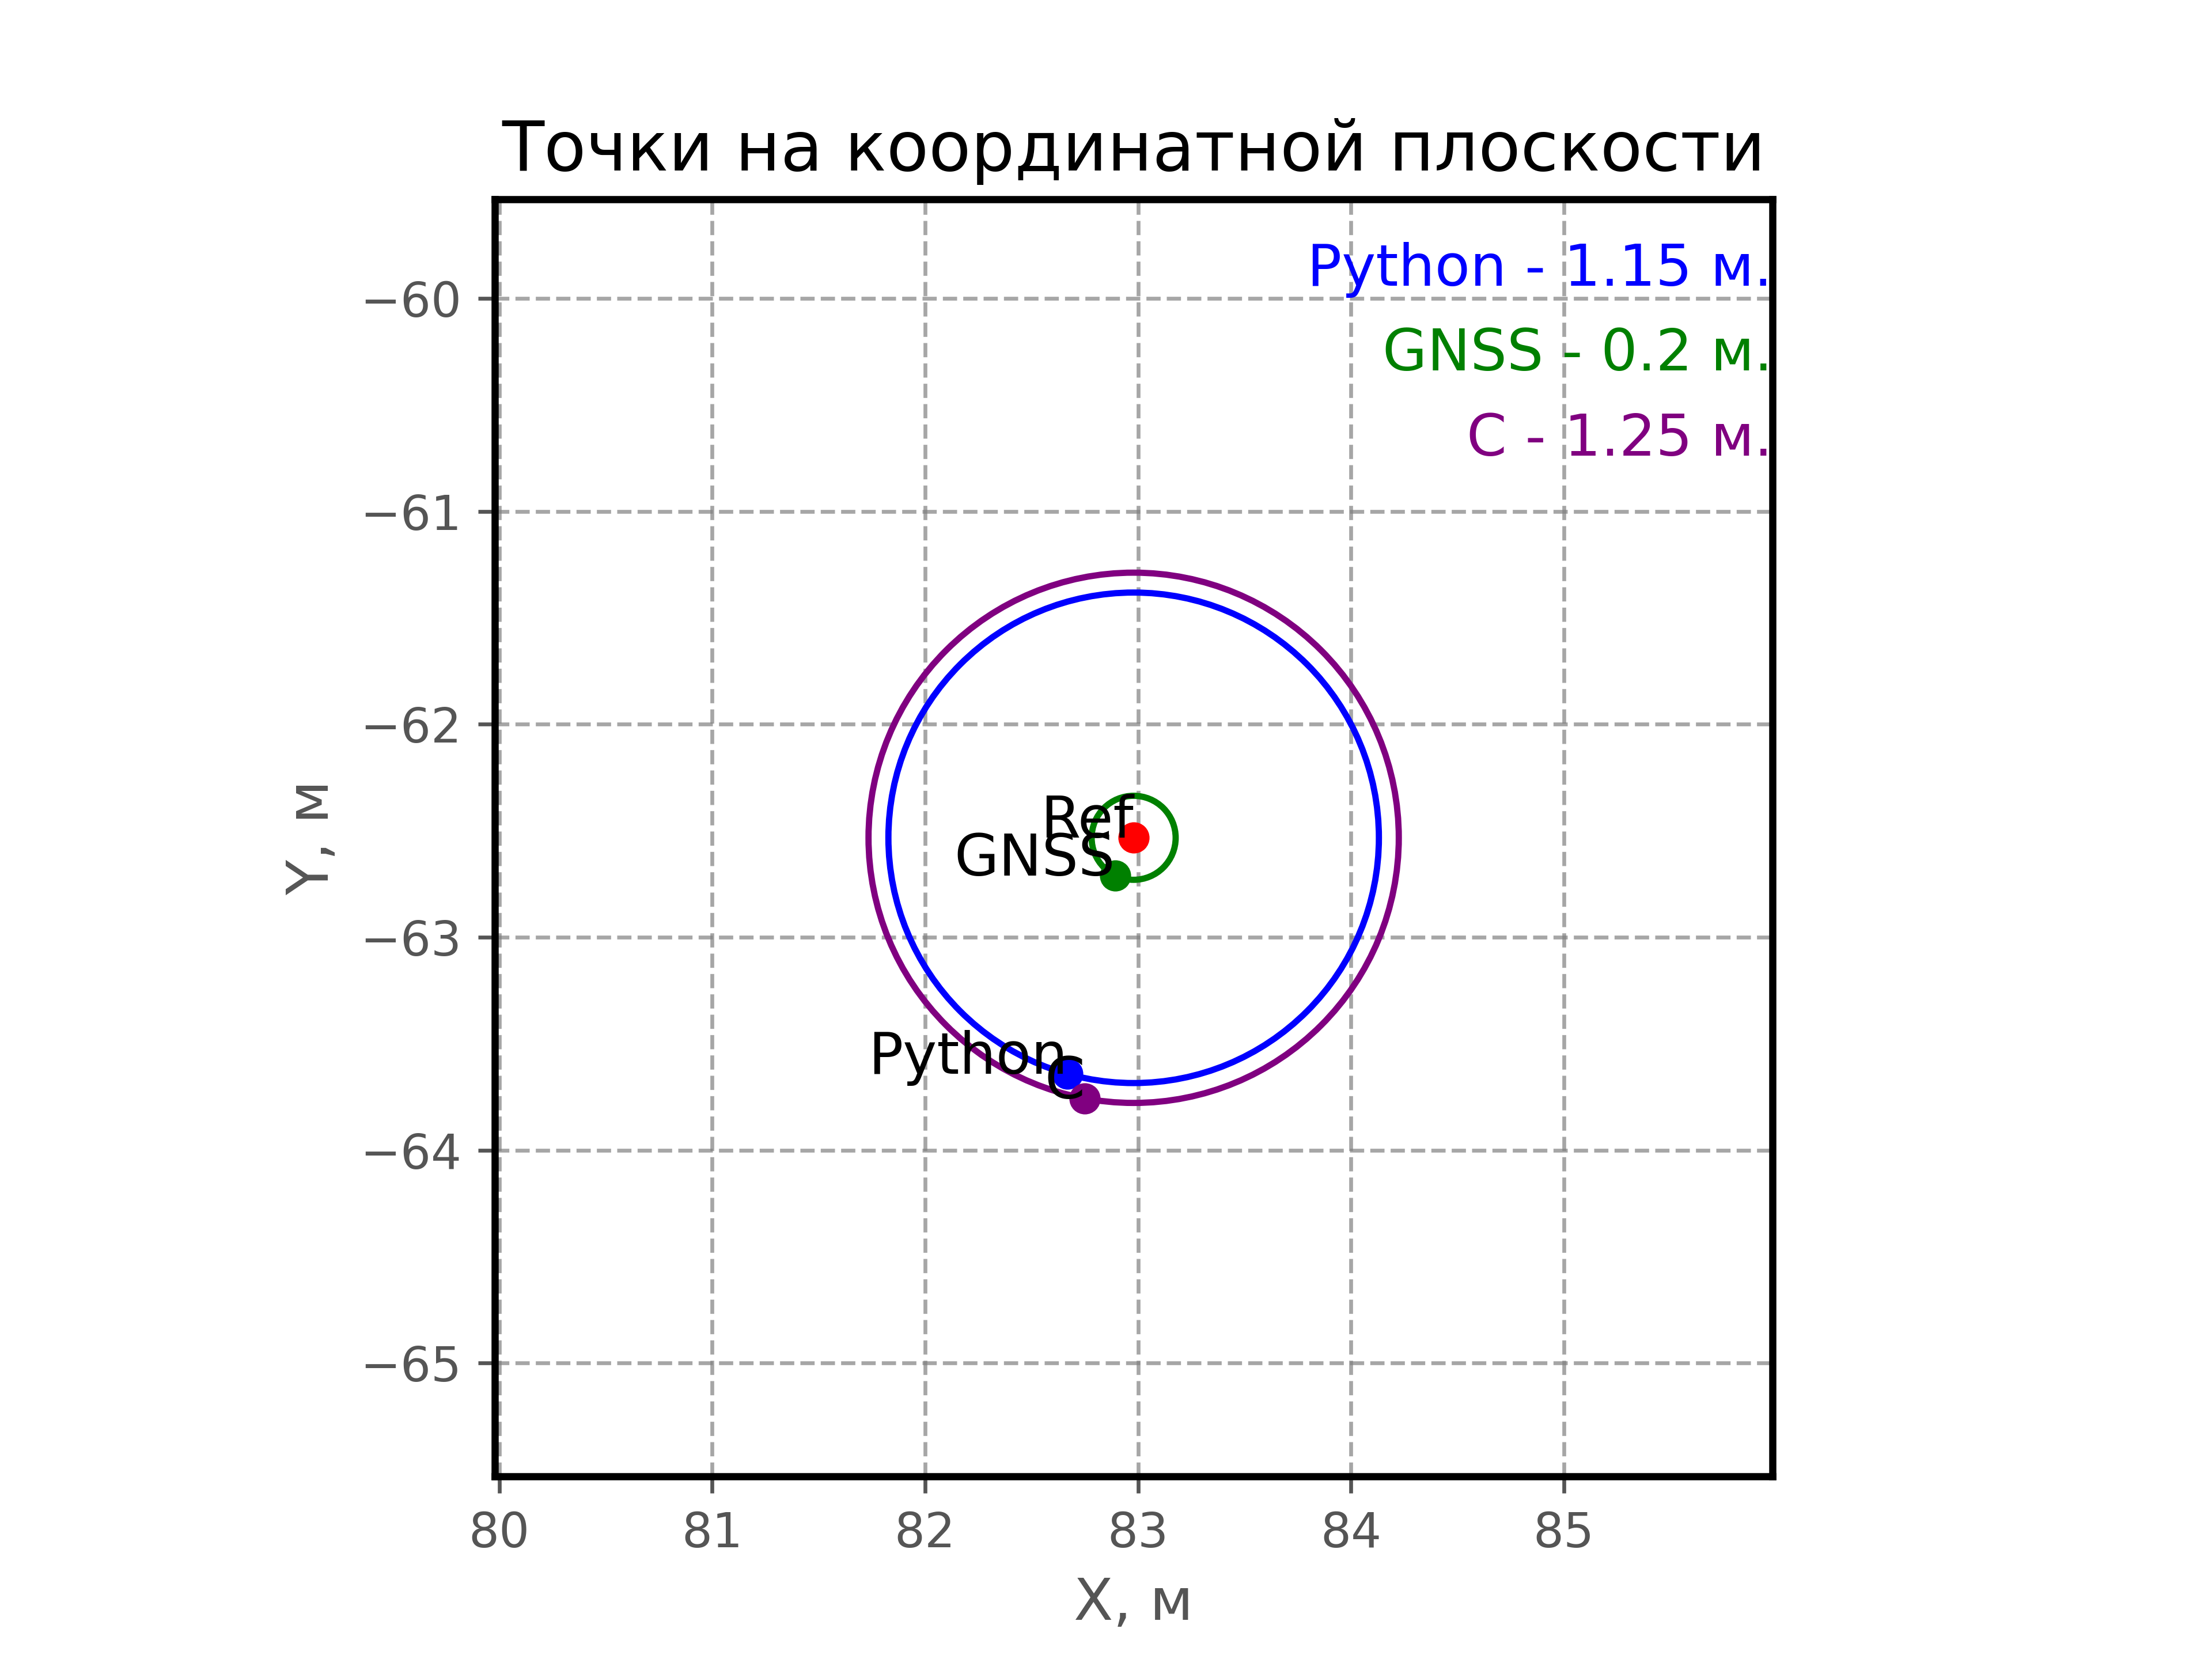 Точки на координатной плоскости
Python - 1.15 м.
GNSS - 0.2 м.
C - 1.25 м.
−60
−61
−62
−63
−64
−65
Y, м
Ref
GNSS
Python
C
80 81 82 83 84 85
X, м